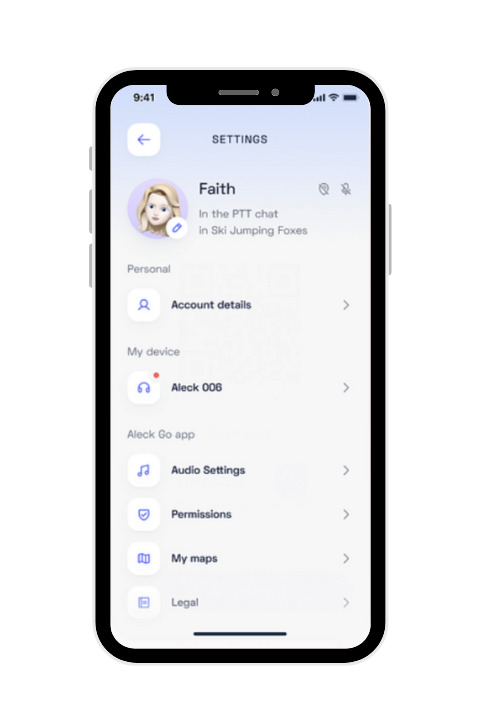 9:41
SETTINGS
Faith
In the PTT chat
in Ski Jumping Foxes
Personal
Account details
My device
Aleck 006
Aleck Go app
Audio Settings
Permissions
My maps
Legal